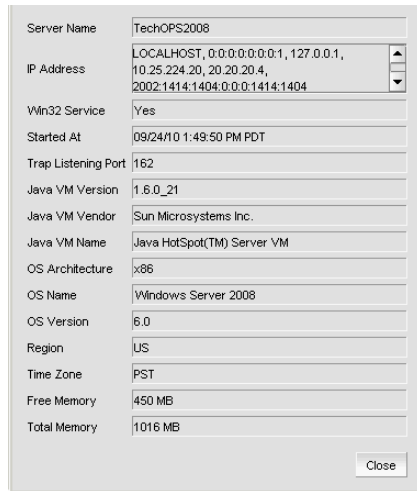 Server Name TechOPS2008
IP Address LOCALHOST, 0:0:0:0:0:0:0:1, 127.0.0.1,
10.25.224.20, 20.20.20.4,
2002:1414:1404:0:0:0:1414:1404
Win32 Service Yes
Started At 09/24/10 1:49:50 PM PDT
Trap Listening Port 162
Java VM Version 1.6.0_21
Java VM Vendor Sun Microsystems Inc.
Java VM Name Java HotSpot(TM) Server VM
OS Architecture x86
OS Name Windows Server 2008
OS Version 6.0
Region US
Time Zone PST
Free Memory 450 MB
Total Memory 1016 MB
Close